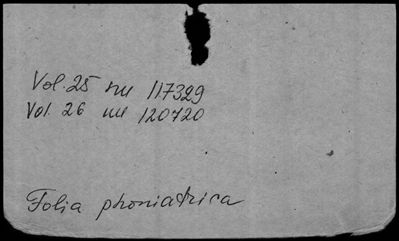 Vol. 25 nu 117329
Vol. 26 nu 120720
Folia phoniatrica